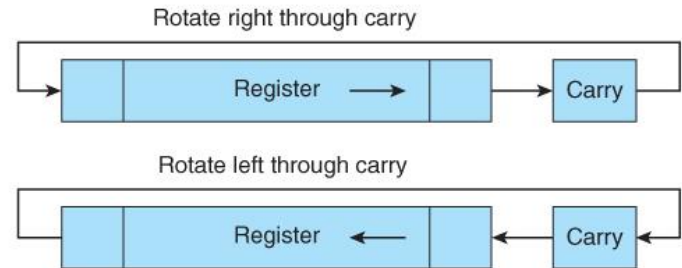 Rotate right through carry
Register
Carry
Rotate left through carry
Register
Carry